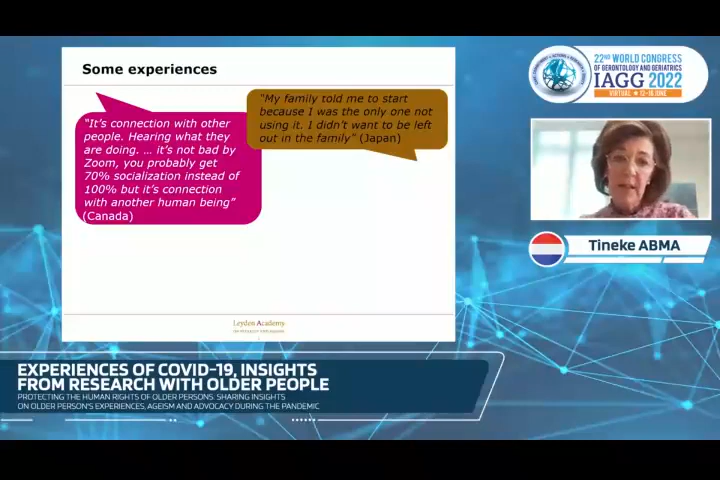 Some experiences
"It's connection with other
people. Hearing what they
are doing. ... it's not bad by
Zoom, you probably get
70% socialization instead of
100% but it's connection
with another human being"
(Canada)
"My family told me to start
because I was the only one not
using it. I didn't want to be left
out in the family" (Japan)
Leyden Academy
22ND WORLD CONGRESS
OF GERONTOLOGY AND GERIATRICS
IAGG 2022
VIRTUAL ★ 12-16 JUNE
Tineke ABMA
EXPERIENCES OF COVID-19, INSIGHTS
FROM RESEARCH WITH OLDER PEOPLE
PROTECTING THE HUMAN RIGHTS OF OLDER PERSONS: SHARING INSIGHTS
ON OLDER PERSON'S EXPERIENCES, AGEISM AND ADVOCACY DURING THE PANDEMIC